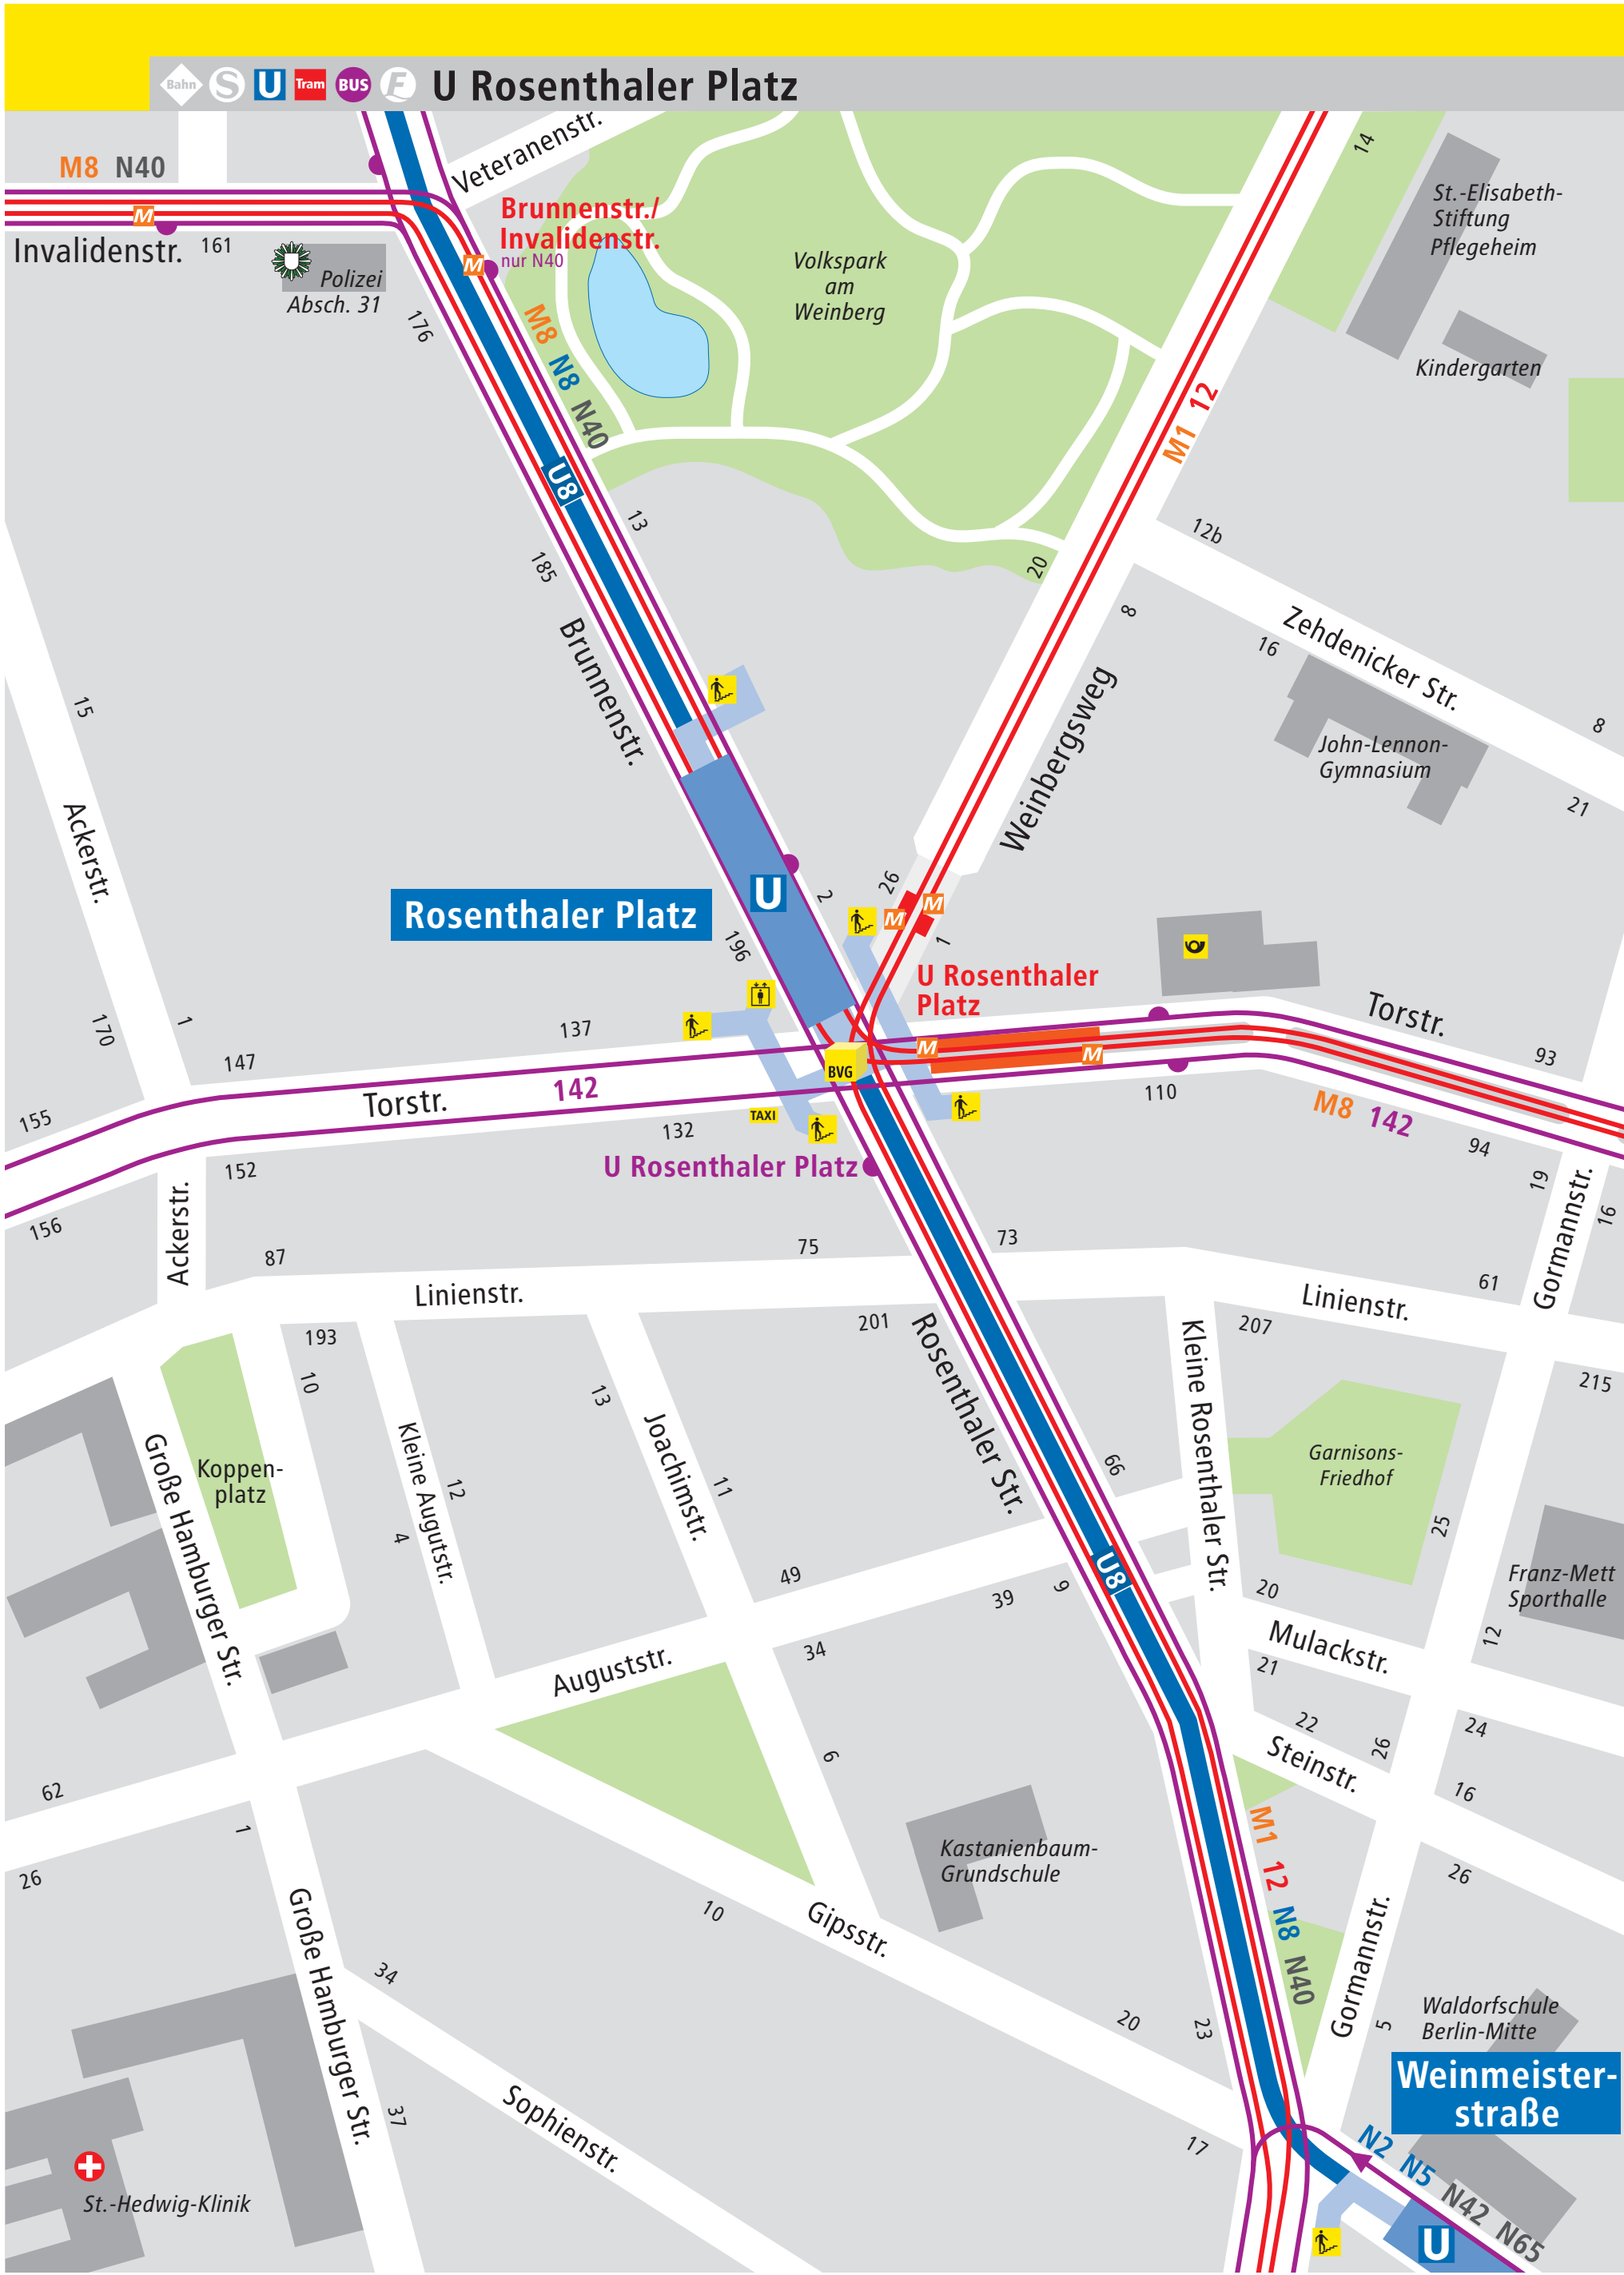 Bahn S U Tram BUS F U Rosenthaler Platz
Veteranenstr.
14
M8 N40
M
Invalidenstr.
161
Polizei
Absch. 31
Brunnenstr./
Invalidenstr.
nur N40
M
176
M8 N8 N40
Volkspark
am
Weinberg
St.-Elisabeth-
Stiftung
Pflegeheim
Kindergarten
M1 12
U8
13
185
12b
20
8
Brunnenstr.
Zehdenicker Str.
16
8
21
John-Lennon-
Gymnasium
Weinbergsweg
15
Ackerstr.
170
1
Rosenthaler Platz
U
2
196
26
M
M
1
U Rosenthaler
Platz
Torstr.
93
137
147
155
142
Torstr.
BVG
M
M
110
M8 142
94
TAXI
132
152
156
U Rosenthaler Platz
Ackerstr.
19
16
Gormannstr.
87
75
73
61
Linienstr.
Linienstr.
193
201
207
215
10
13
Rosenthaler Str.
Kleine Rosenthaler Str.
Große Hamburger Str.
Koppen-
platz
Kleine Auguststr.
12
4
Joachimstr.
11
66
Garnisons-
Friedhof
25
Franz-Mett
Sporthalle
49
39
9
U8
20
Mulackstr.
12
21
34
Auguststr.
22
Steinstr.
26
24
16
6
62
1
26
M1 12 N8 N40
Kastanienbaum-
Grundschule
26
10
Gipsstr.
Gormannstr.
Große Hamburger Str.
34
20
23
5
Waldorfschule
Berlin-Mitte
Weinmeister-
straße
37
Sophienstr.
17
N2 N5 N42 N65
St.-Hedwig-Klinik
U